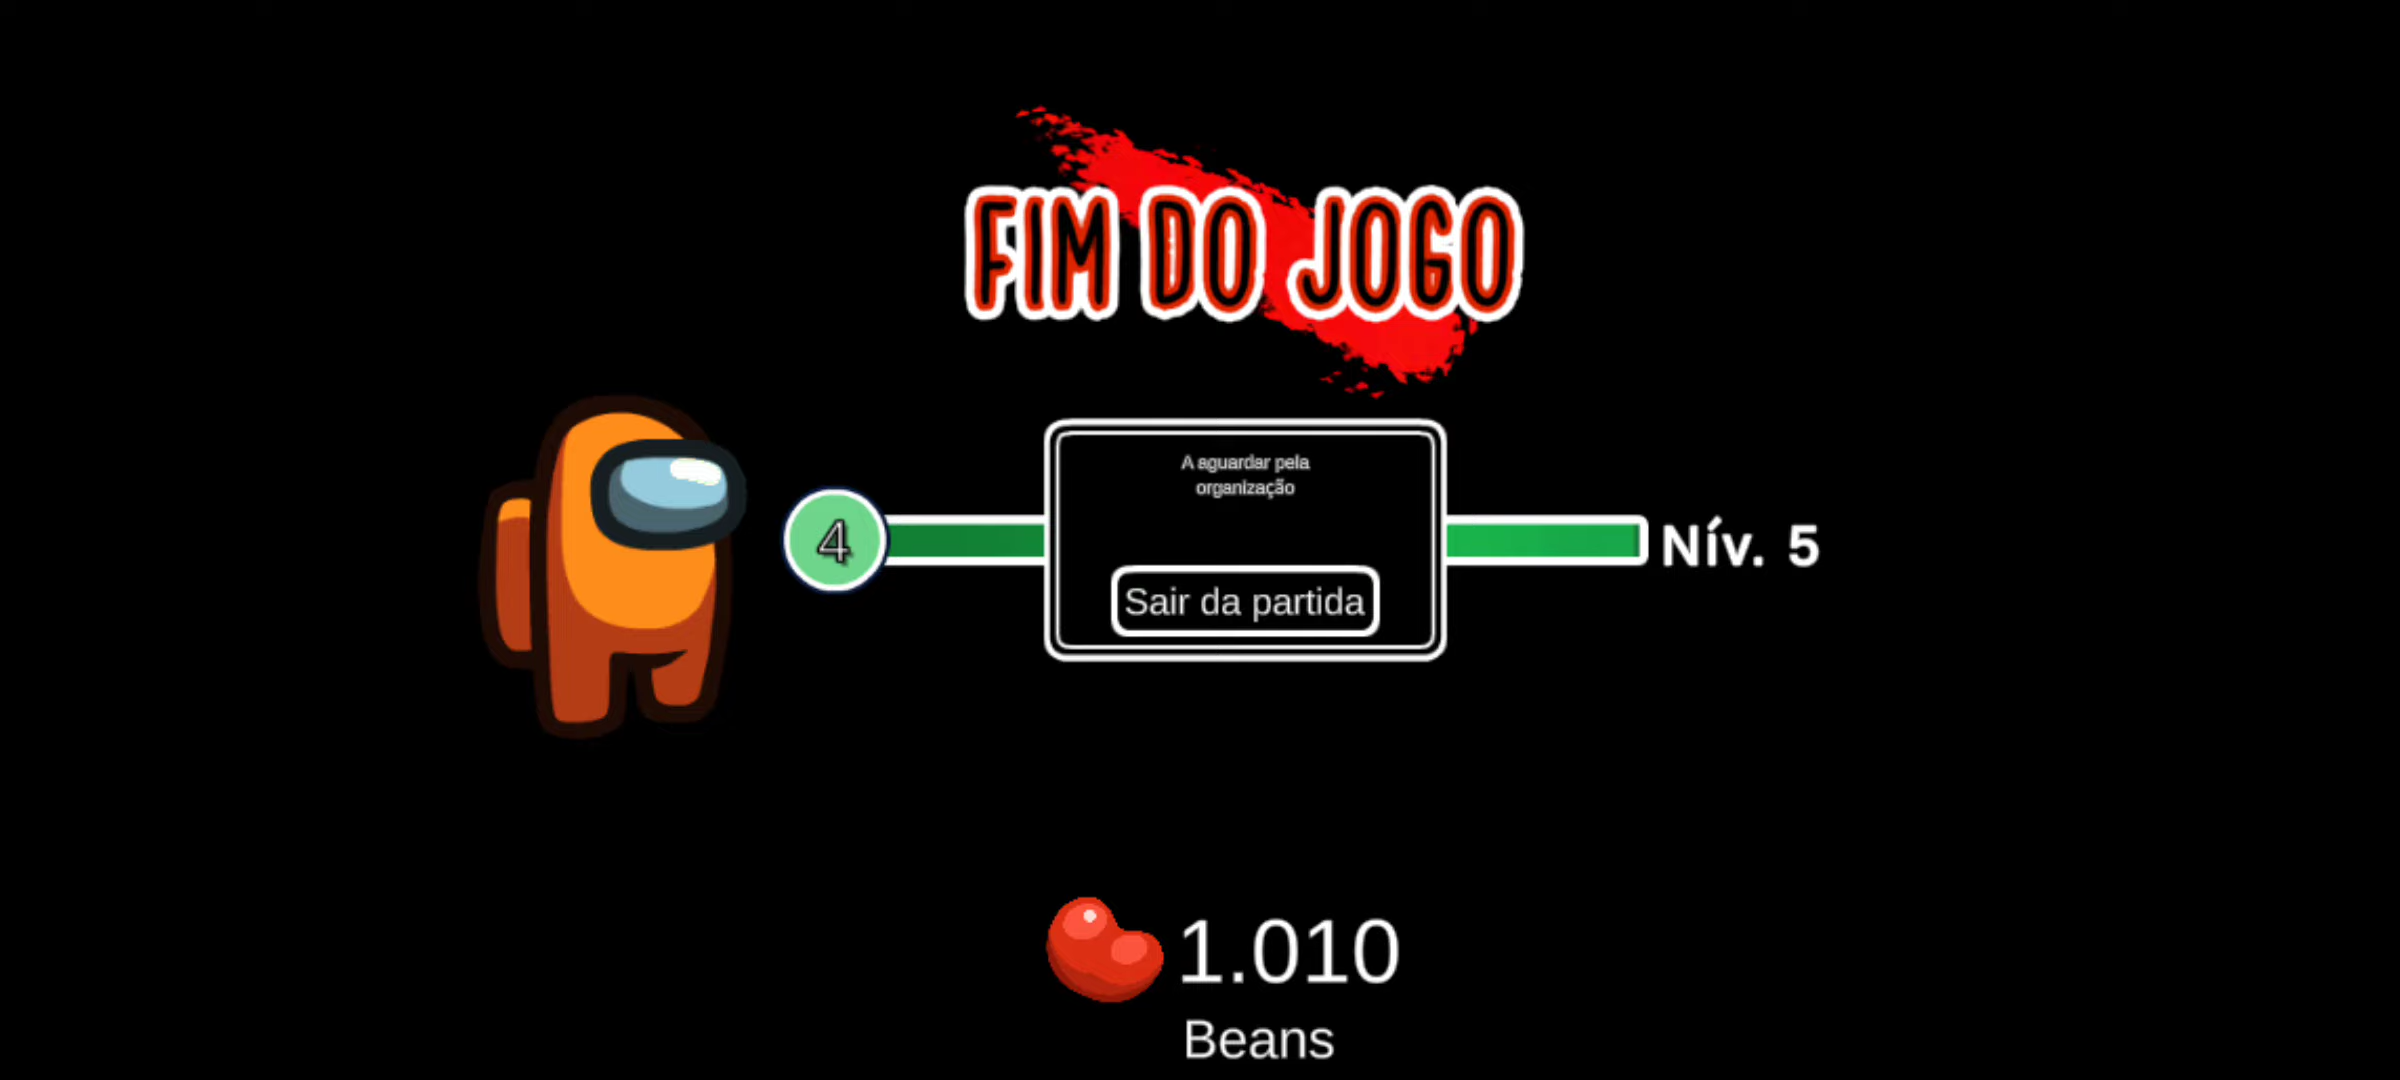 FIM DO JOGO
A aguardar pela
organização
4
Nív. 5
Sair da partida
1.010
Beans